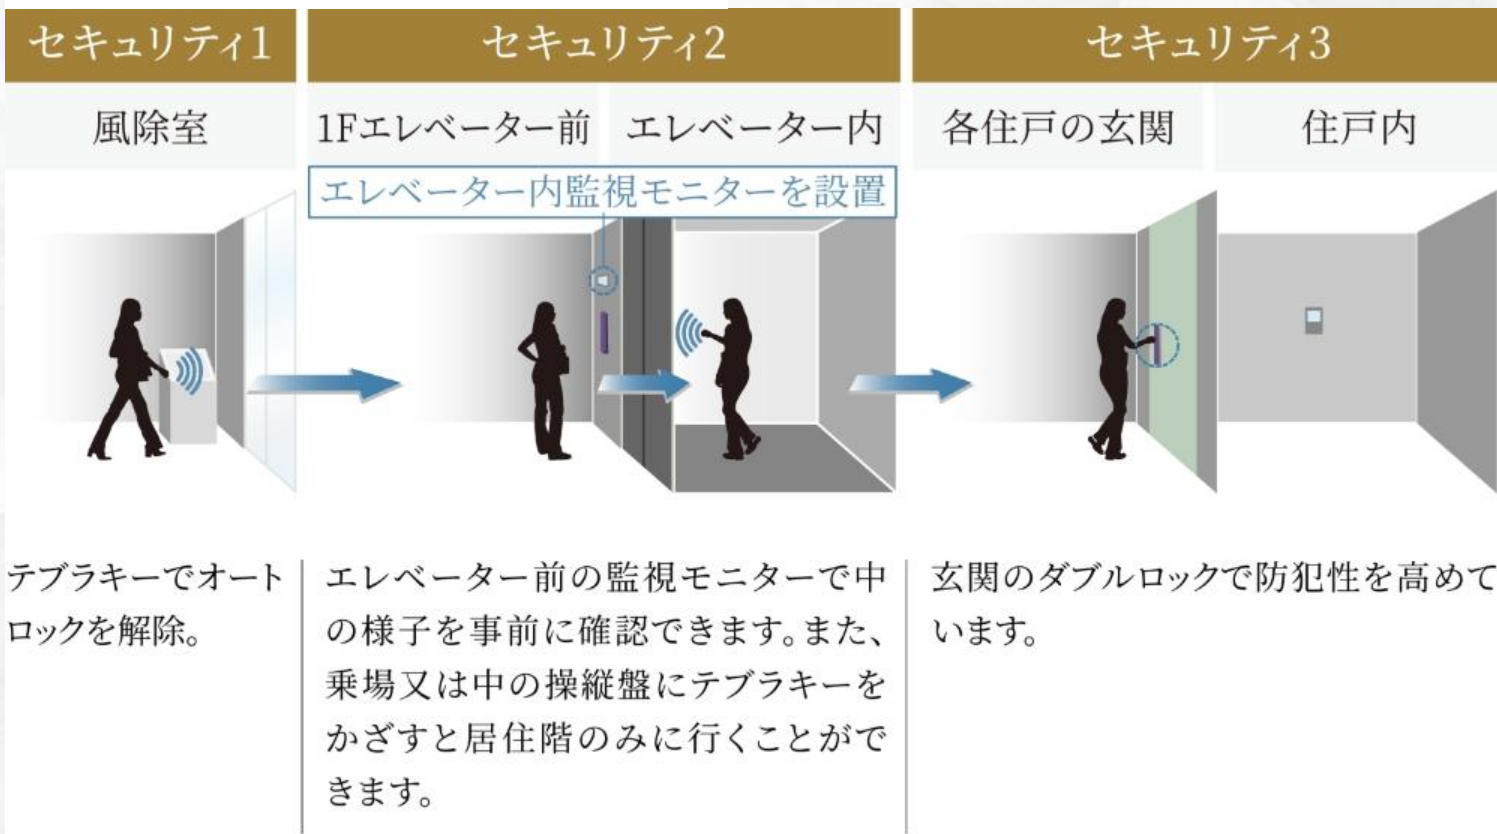 セキュリティ1
セキュリティ2
セキュリティ3
風除室
1Fエレベーター前
エレベーター内
各住戸の玄関
住戸内
エレベーター内監視モニターを設置
テブラキーでオート
ロックを解除。
エレベーター前の監視モニターで中
の様子を事前に確認できます。また、
乗場又は中の操縦盤にテブラキーを
かざすと居住階のみに行くことがで
きます。
玄関のダブルロックで防犯性を高めて
います。